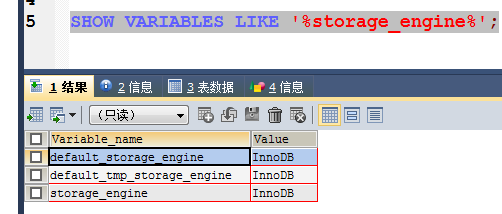 5 SHOW VARIABLES LIKE '%storage_engine%';
1 结果 2 信息 3 表数据 4 信息
(只读)
Variable_name Value
default_storage_engine InnoDB
default_tmp_storage_engine InnoDB
storage_engine InnoDB